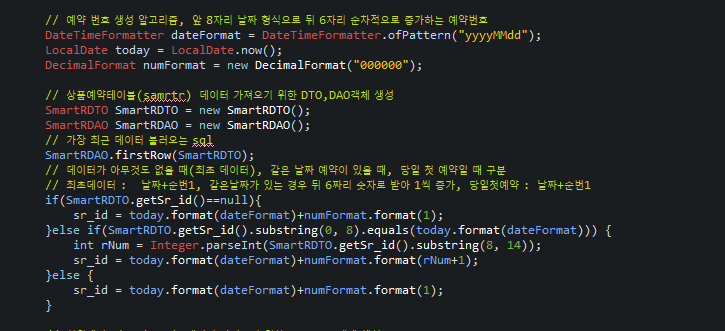 // 예약 번호 생성 알고리즘, 앞 8자리 날짜 형식으로 뒤 6자리 순차적으로 증가하는 예약번호
DateTimeFormatter dateFormat = DateTimeFormatter.ofPattern("yyyyMMdd");
LocalDate today = LocalDate.now();
DecimalFormat numFormat = new DecimalFormat("000000");
// 상품예약테이블(samrtr) 데이터 가져오기 위한 DTO,DAO객체 생성
SmartRDTO SmartRDTO = new SmartRDTO();
SmartRDAO SmartRDAO = new SmartRDAO();
// 가장 최근 데이터 불러오는 sql
SmartRDAO.firstRow(SmartRDTO);
// 데이터가 아무것도 없을 때(최초 데이터), 같은 날짜 예약이 있을 때, 당일 첫 예약일 때 구분
// 최초데이터 :  날짜+순번1, 같은날짜가 있는 경우 뒤 6짜리 숫자로 받아 1씩 증가, 당일첫예약 : 날짜+순번1
if(SmartRDTO.getSr_id()==null){
sr_id = today.format(dateFormat)+numFormat.format(1);
}else if(SmartRDTO.getSr_id().substring(0, 8).equals(today.format(dateFormat))) {
int rNum = Integer.parseInt(SmartRDTO.getSr_id().substring(8, 14));
sr_id = today.format(dateFormat)+numFormat.format(rNum+1);
}else {
sr_id = today.format(dateFormat)+numFormat.format(1);
}